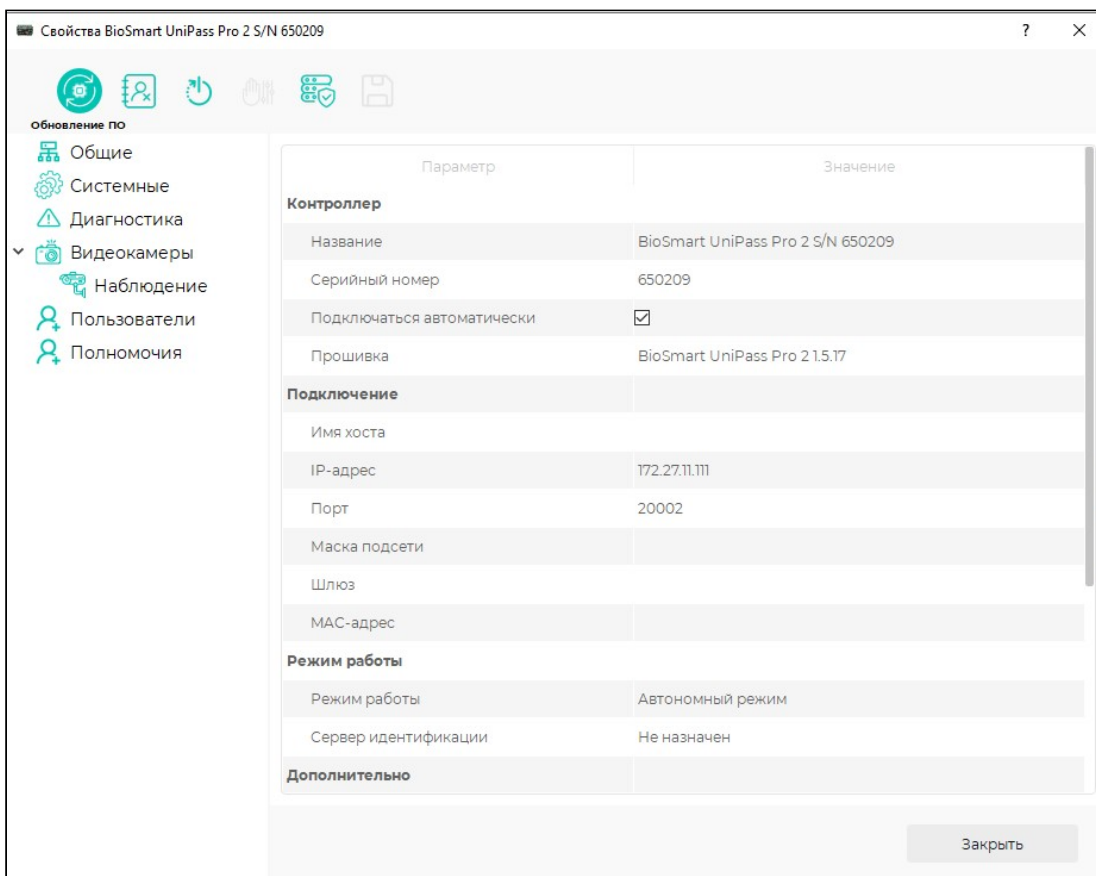 Свойства BioSmart UniPass Pro 2 S/N 650209
?
Обновление ПО
Общие
Системные
Диагностика
Видеокамеры
Наблюдение
Пользователи
Полномочия
Параметр Значение
Контроллер
Название BioSmart UniPass Pro 2 S/N 650209
Серийный номер 650209
Подключаться автоматически
Прошивка BioSmart UniPass Pro 2 1.5.17
Подключение
Имя хоста
IP-адрес 172.27.11.111
Порт 20002
Маска подсети
Шлюз
MAC-адрес
Режим работы
Режим работы Автономный режим
Сервер идентификации Не назначен
Дополнительно
Закрыть